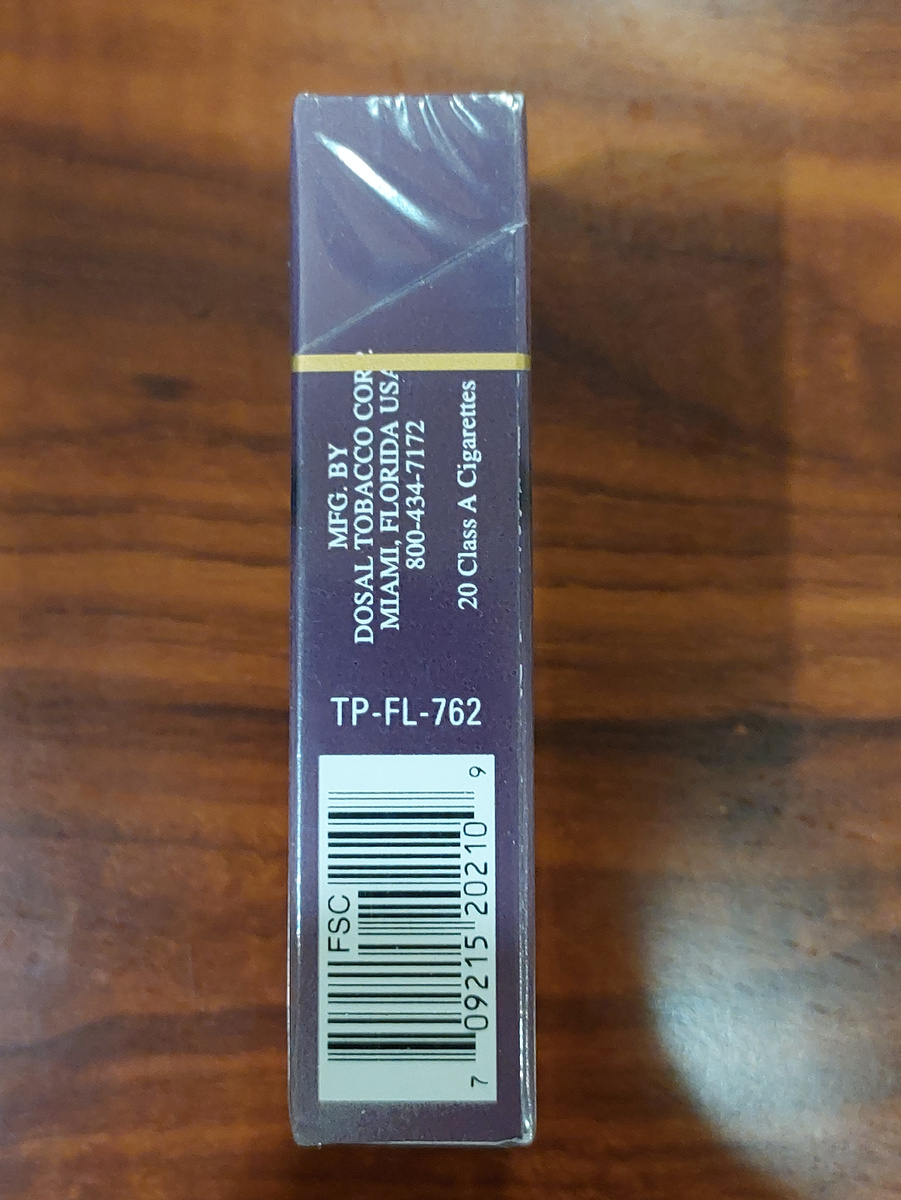 MFG. BY
DOSAL TOBACCO COR
MIAMI, FLORIDA USA
800-434-7172
20 Class A Cigarettes
TP-FL-762
FSC
7 09215 20210 9